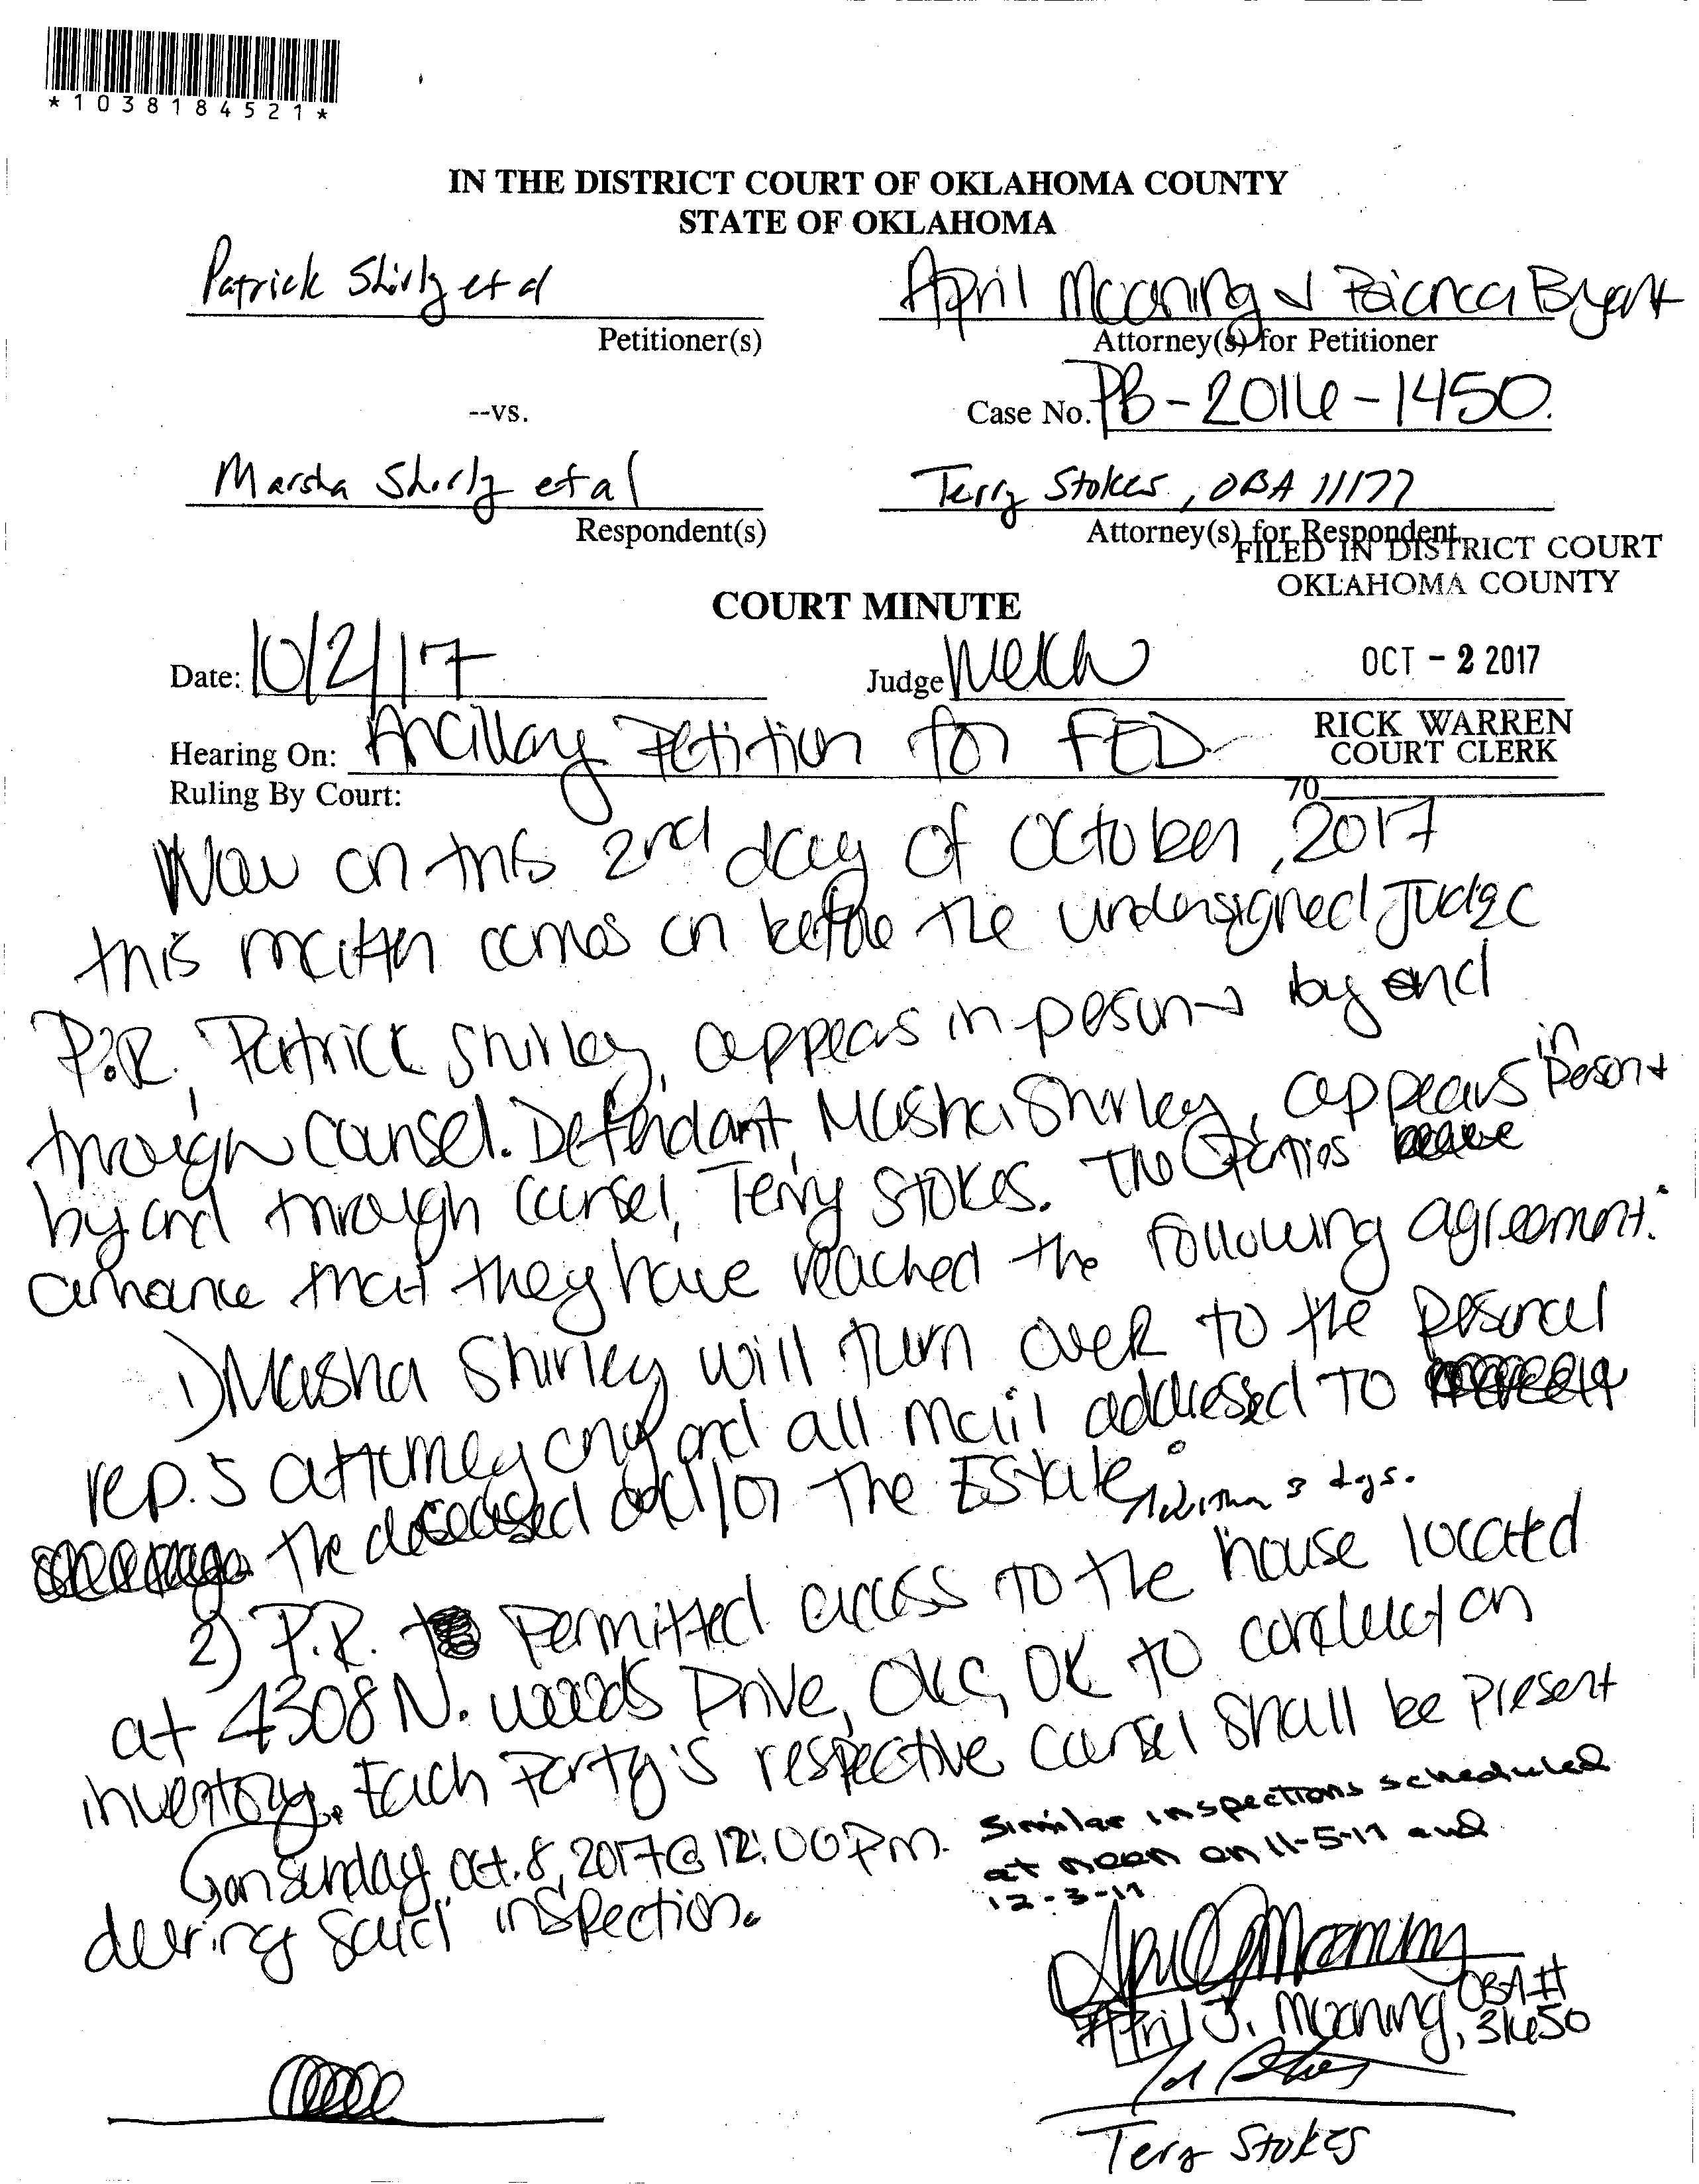 *1038184521*
IN THE DISTRICT COURT OF OKLAHOMA COUNTY
STATE OF OKLAHOMA
Patrick Shirly et al
Petitioner(s)
April Mooning & Bianca Bryant
Attorney(s) for Petitioner
--vs.
Case No. PB-2016-1450.
Marsha Shirly et al
Respondent(s)
Terry Stokes, OBA 11177
Attorney(s) for Respondent
FILED IN DISTRICT COURT
OKLAHOMA COUNTY
COURT MINUTE
OCT - 2 2017
Date: 10/2/17
Judge Welch
RICK WARREN
COURT CLERK
Hearing On: Ancillary Petition for FED
70
Ruling By Court:
Now on this 2nd day of October, 2017
this matter comes on before the undersigned Judge
P.R., Patrick Shirley, appears in person & by and
through counsel. Defendant, Marsha Shirley, appears in person &
by and through counsel, Terry Stokes. The Parties
announce that they have reached the following agreement:
1) Marsha Shirley will turn over to the personal
rep.'s attorney any and all mail addressed to
the deceased and/or the Estate, within 3 dys.
2) P.R. Permitted access to the house located
at 4308 N. Woods Drive, OKC, OK to conduct an
inventory. Each Party's respective counsel shall be present
on Sunday, Oct. 8, 2017 @ 12:00 PM.
Similar inspections scheduled
at noon on 11-5-17 and
12-3-17
during said inspection.
April J. Mooning, OBA #
31650
Terry Stokes